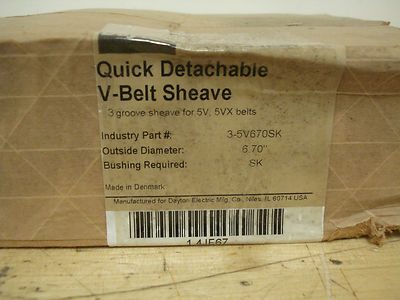 Quick Detachable
V-Belt Sheave
3 groove sheave for 5V, 5VX belts
Industry Part #: 3-5V670SK
Outside Diameter: 6.70"
Bushing Required: SK
Made in Denmark
Manufactured for Dayton Electric Mfg. Co., Niles, IL 60714 USA